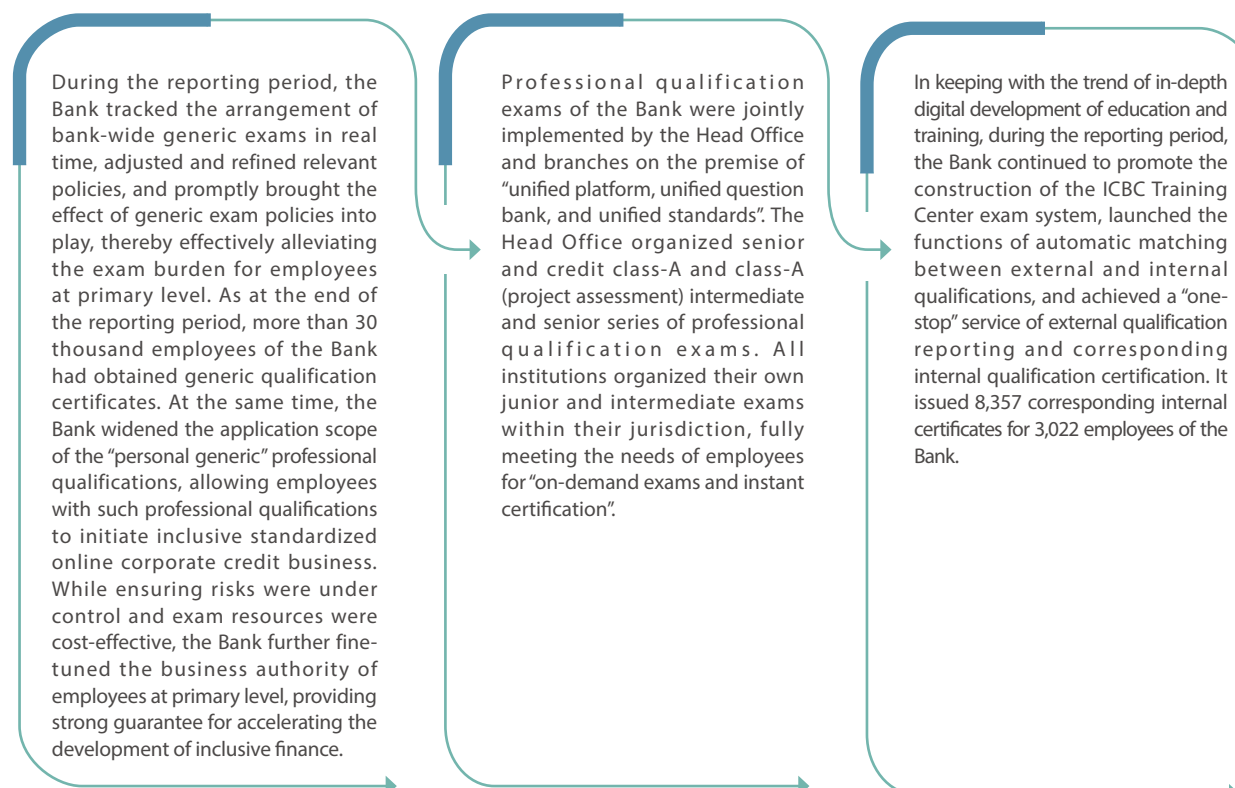 During the reporting period, the
Bank tracked the arrangement of
bank-wide generic exams in real
time, adjusted and refined relevant
policies, and promptly brought the
effect of generic exam policies into
play, thereby effectively alleviating
the exam burden for employees
at primary level. As at the end of
the reporting period, more than 30
thousand employees of the Bank
had obtained generic qualification
certificates. At the same time, the
Bank widened the application scope
of the “personal generic” professional
qualifications, allowing employees
with such professional qualifications
to initiate inclusive standardized
online corporate credit business.
While ensuring risks were under
control and exam resources were
cost-effective, the Bank further fine-
tuned the business authority of
employees at primary level, providing
strong guarantee for accelerating the
development of inclusive finance.
Professional qualification
exams of the Bank were jointly
implemented by the Head Office
and branches on the premise of
“unified platform, unified question
bank, and unified standards”. The
Head Office organized senior
and credit class-A and class-A
(project assessment) intermediate
and senior series of professional
qualification exams. All
institutions organized their own
junior and intermediate exams
within their jurisdiction, fully
meeting the needs of employees
for “on-demand exams and instant
certification”.
In keeping with the trend of in-depth
digital development of education and
training, during the reporting period,
the Bank continued to promote the
construction of the ICBC Training
Center exam system, launched the
functions of automatic matching
between external and internal
qualifications, and achieved a “one-
stop” service of external qualification
reporting and corresponding
internal qualification certification. It
issued 8,357 corresponding internal
certificates for 3,022 employees of the
Bank.